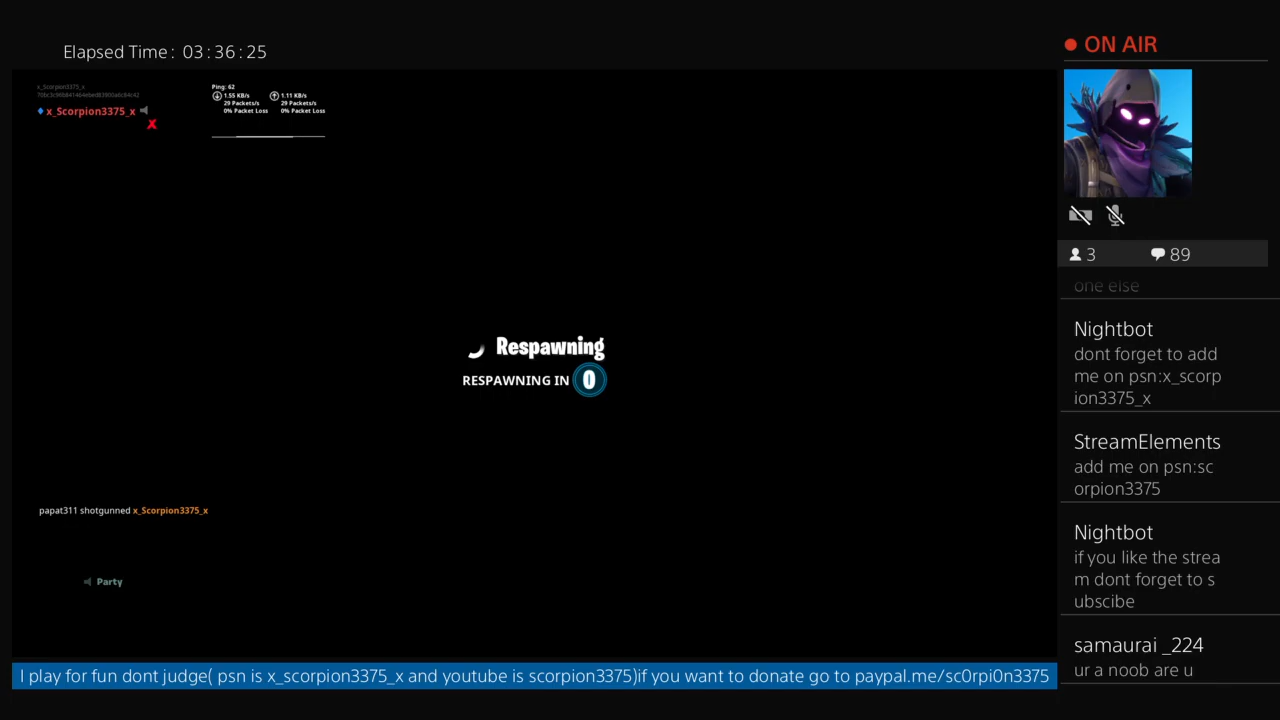 Elapsed Time: 03:36:25
ON AIR
x_Scorpion3375_x
x_Scorpion3375_x
X
Ping: 62
1.55 KB/s
29 Packets/s
0% Packet Loss
1.11 KB/s
29 Packets/s
0% Packet Loss
Respawning
RESPAWNING IN 0
papat311 shotgunned x_Scorpion3375_x
Party
3
89
one else
Nightbot
dont forget to add
me on psn:x_scorp
ion3375_x
StreamElements
add me on psn:sc
orpion3375
Nightbot
if you like the strea
m dont forget to s
ubscibe
samaurai _224
ur a noob are u
I play for fun dont judge( psn is x_scorpion3375_x and youtube is scorpion3375)if you want to donate go to paypal.me/sc0rpi0n3375